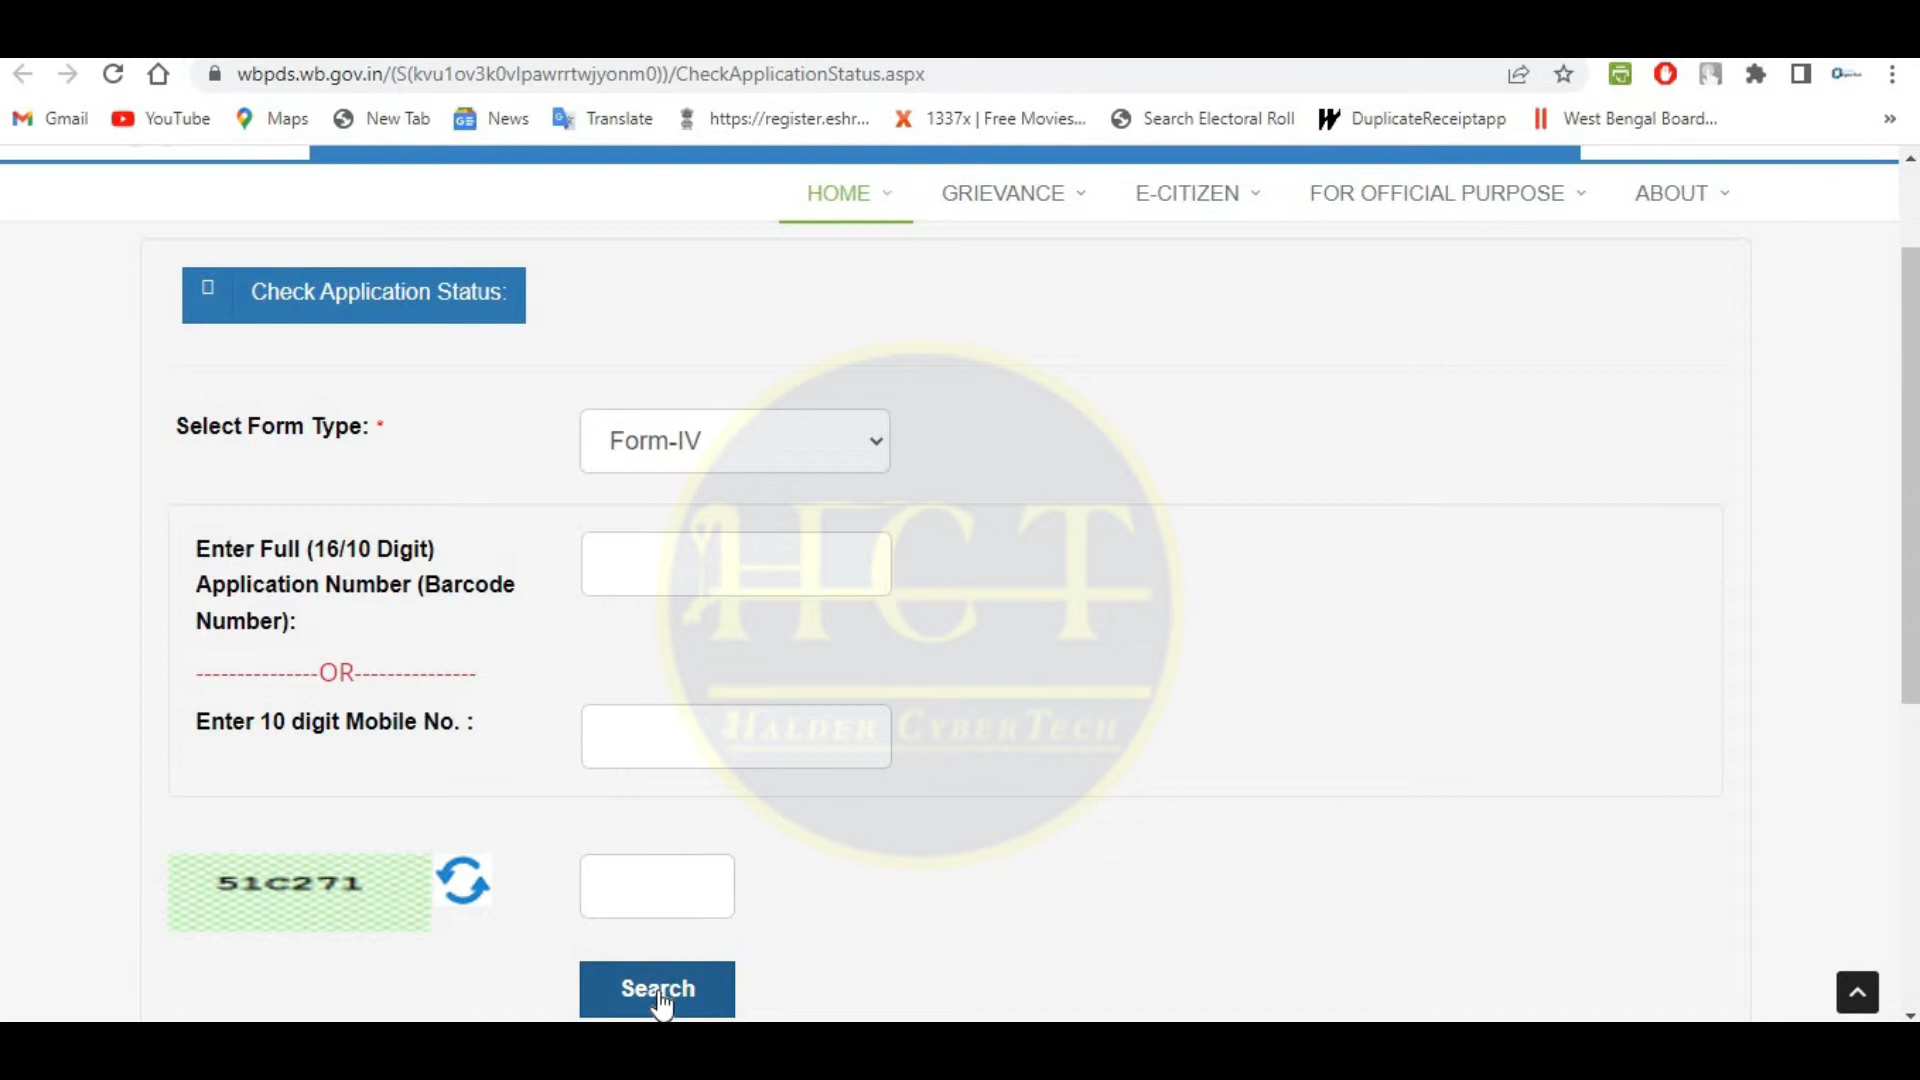 wbpds.wb.gov.in/(S(kvu1ov3k0vlpawrrtwjyonm0))/CheckApplicationStatus.aspx
Gmail YouTube Maps New Tab News Translate https://register.eshr... 1337x | Free Movies... Search Electoral Roll DuplicateReceiptapp West Bengal Board... »
HOME GRIEVANCE E-CITIZEN FOR OFFICIAL PURPOSE ABOUT
Check Application Status:
Select Form Type: *
Form-IV
Enter Full (16/10 Digit)
Application Number (Barcode
Number):
HCT
---------------OR---------------
Enter 10 digit Mobile No. :
HALDER CYBERTECH
51C271
Search